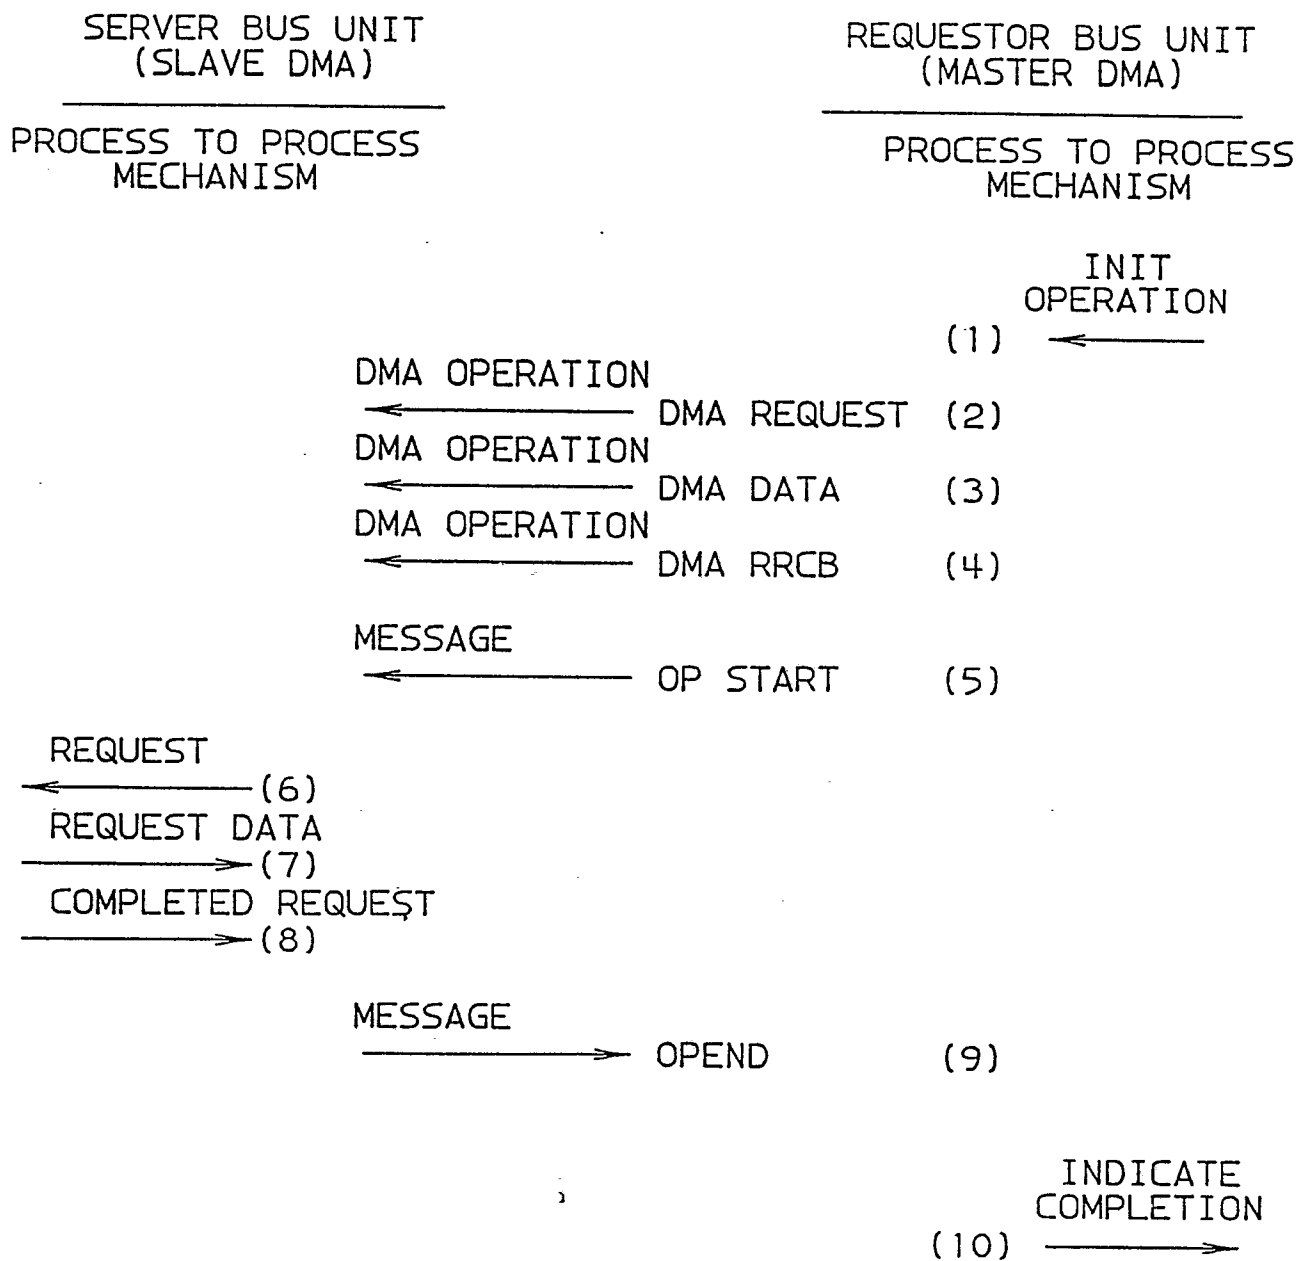 SERVER BUS UNIT
(SLAVE DMA)
PROCESS TO PROCESS
MECHANISM
REQUESTOR BUS UNIT
(MASTER DMA)
PROCESS TO PROCESS
MECHANISM
INIT
OPERATION
(1)
DMA OPERATION
DMA REQUEST (2)
DMA OPERATION
DMA DATA (3)
DMA OPERATION
DMA RRCB (4)
MESSAGE
OP START (5)
REQUEST
(6)
REQUEST DATA
(7)
COMPLETED REQUEST
(8)
MESSAGE
OPEND (9)
INDICATE
COMPLETION
(10)